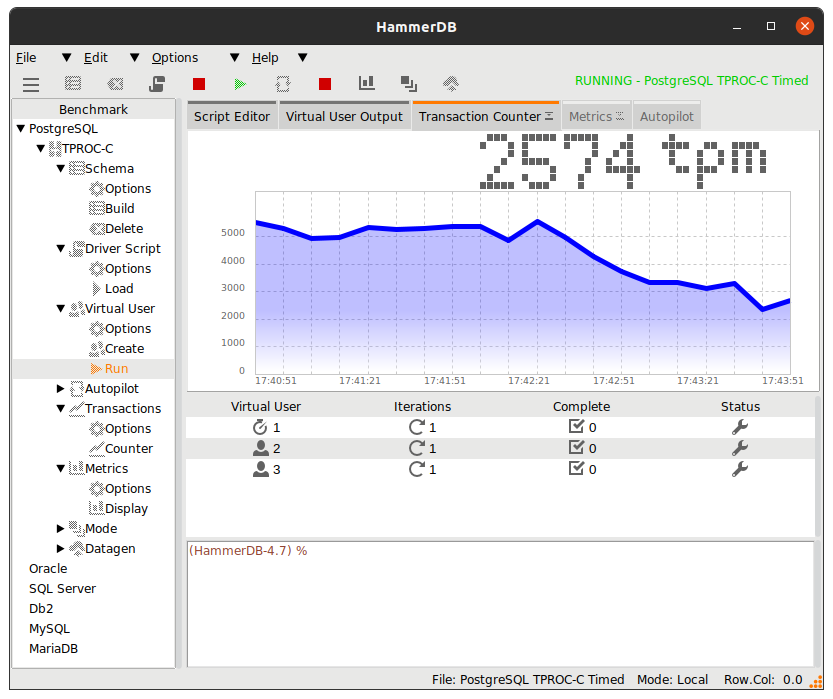 HammerDB
File Edit Options Help
RUNNING - PostgreSQL TPROC-C Timed
Benchmark
PostgreSQL
TPROC-C
Schema
Options
Build
Delete
Driver Script
Options
Load
Virtual User
Options
Create
Run
Autopilot
Transactions
Options
Counter
Metrics
Options
Display
Mode
Datagen
Oracle
SQL Server
Db2
MySQL
MariaDB
Script Editor Virtual User Output Transaction Counter Metrics Autopilot
2574 tpm
5000
4000
3000
2000
1000
0
17:40:51 17:41:21 17:41:51 17:42:21 17:42:51 17:43:21 17:43:51
Virtual User Iterations Complete Status
1 1 0
2 1 0
3 1 0
(HammerDB-4.7) %
File: PostgreSQL TPROC-C Timed Mode: Local Row.Col: 0.0